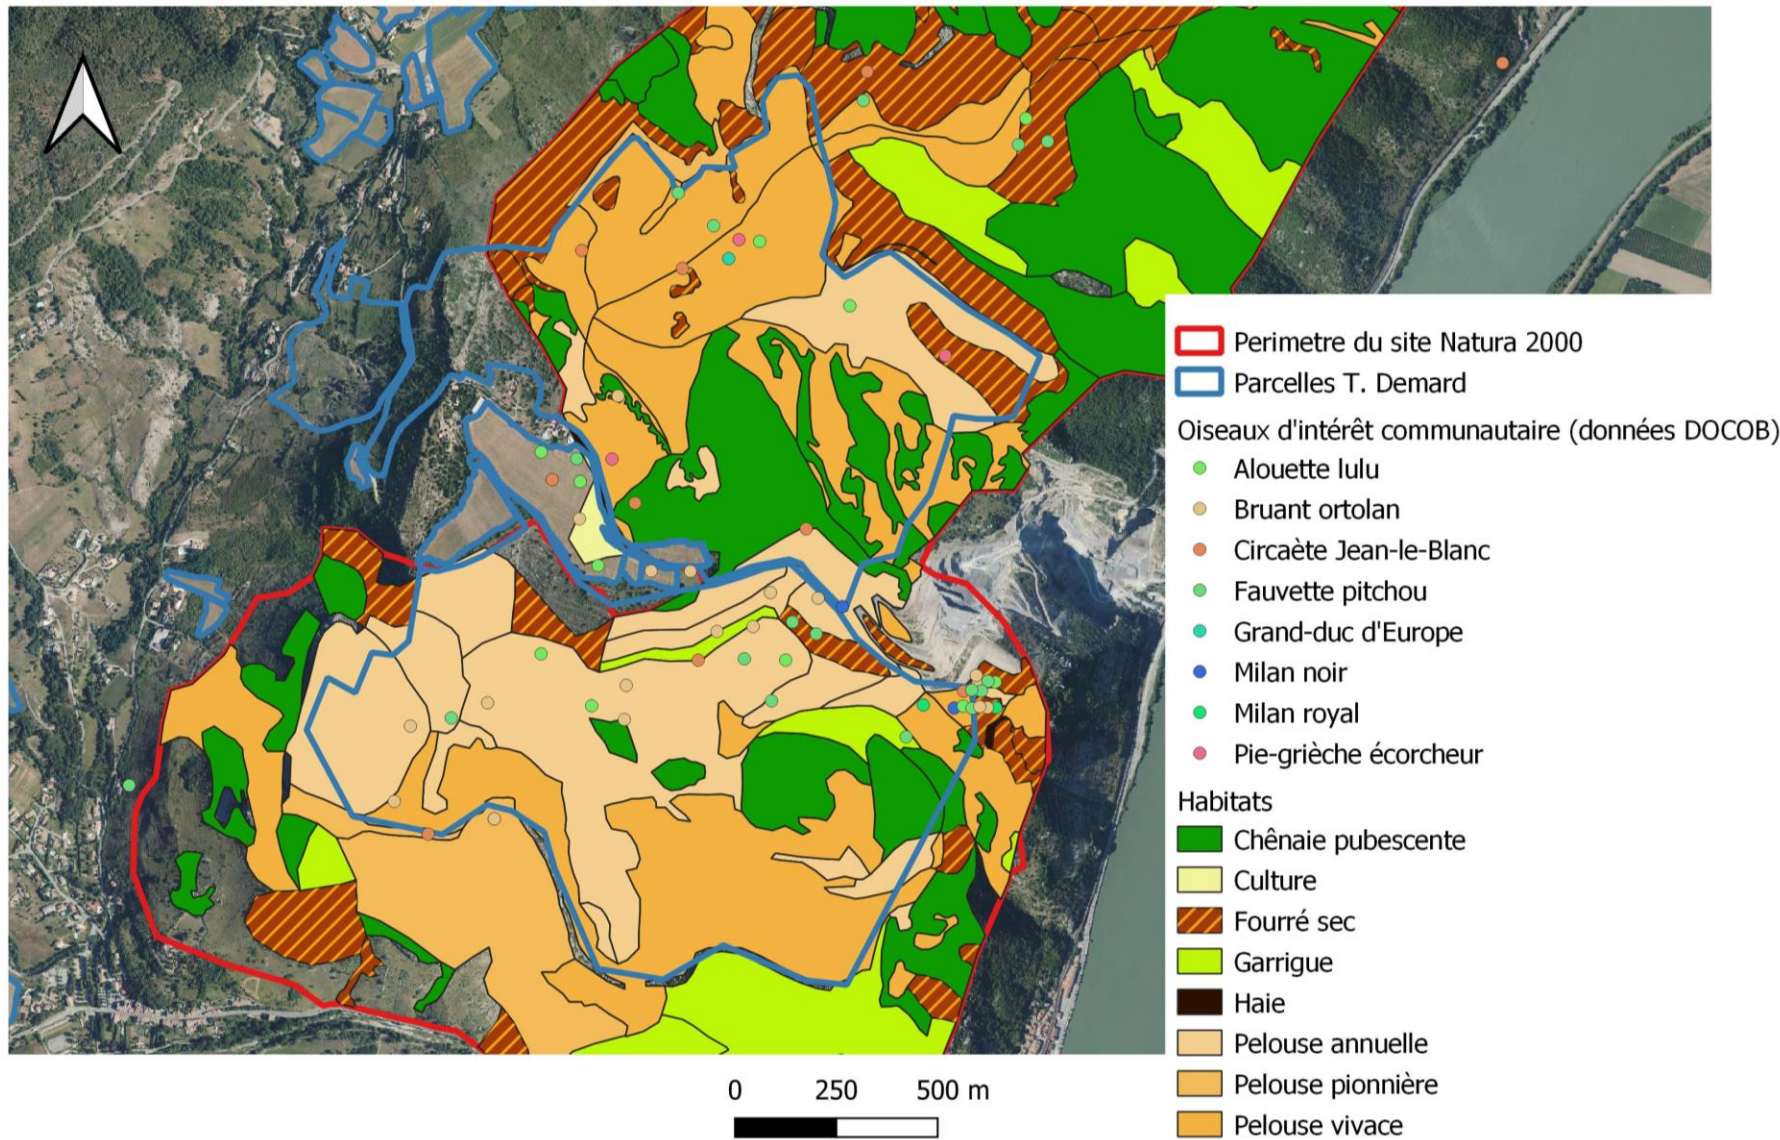 Perimetre du site Natura 2000
Parcelles T. Demard
Oiseaux d'intérêt communautaire (données DOCOB)
Alouette lulu
Bruant ortolan
Circaète Jean-le-Blanc
Fauvette pitchou
Grand-duc d'Europe
Milan noir
Milan royal
Pie-grièche écorcheur
Habitats
Chênaie pubescente
Culture
Fourré sec
Garrigue
Haie
Pelouse annuelle
Pelouse pionnière
Pelouse vivace
0 250 500 m